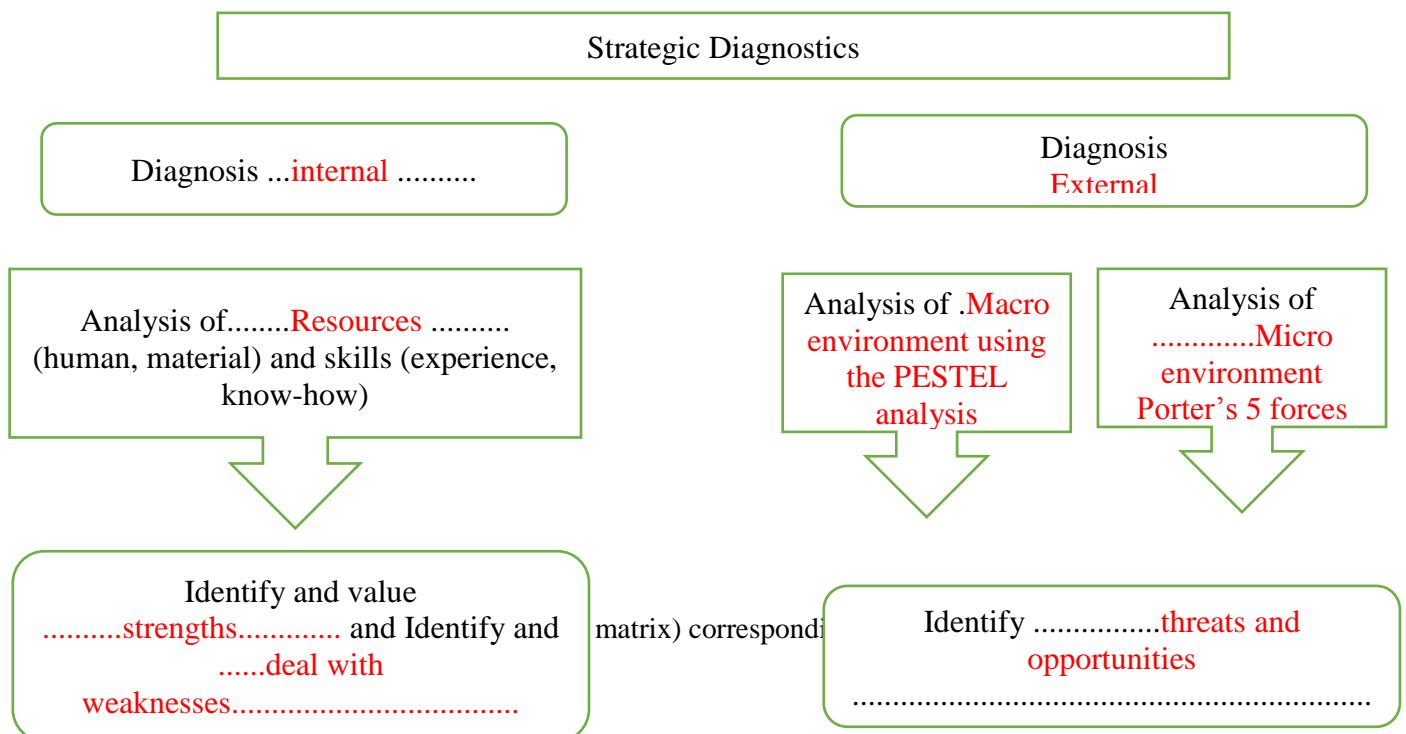 Strategic Diagnostics
Diagnosis ...internal ..........
Diagnosis
External
Analysis of........Resources ..........
(human, material) and skills (experience,
know-how)
Analysis of .Macro
environment using
the PESTEL
analysis
Analysis of
.............Micro
environment
Porter’s 5 forces
Identify and value
..........strengths............. and Identify and
......deal with
weaknesses....................................
matrix)
Identify ................threats and
opportunities
.................................................................